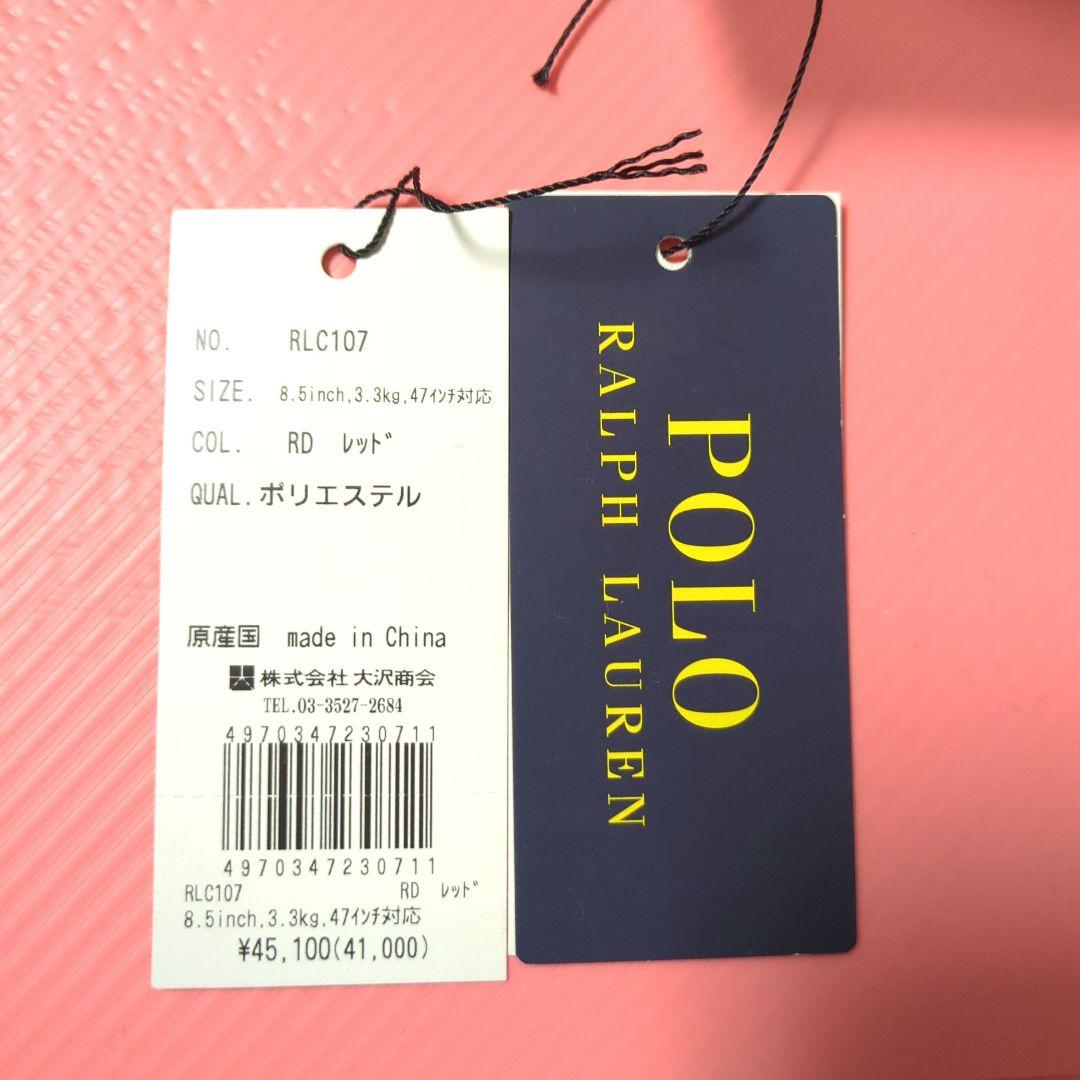 NO. RLC107
SIZE. 8.5inch,3.3kg,47ｲﾝﾁ対応
COL. RD ﾚｯﾄﾞ
QUAL.ポリエステル
原産国 made in China
株式会社 大沢商会
TEL.03-3527-2684
4970347230711
4970347230711
RLC107 RD ﾚｯﾄﾞ
8.5inch,3.3kg,47ｲﾝﾁ対応
¥45,100(41,000)
POLO
RALPH LAUREN